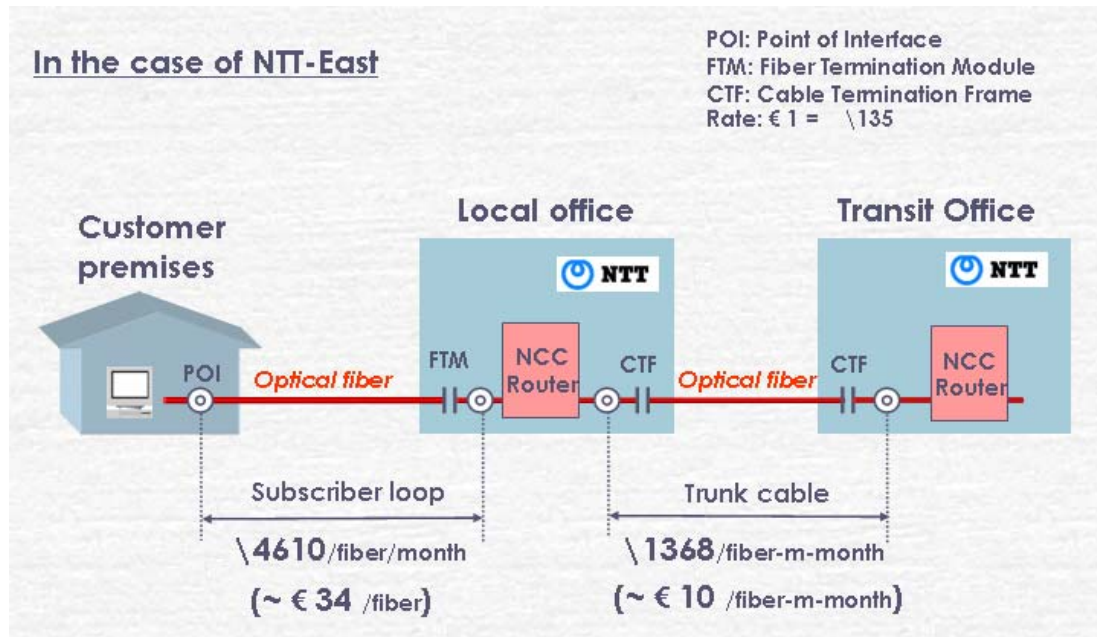 In the case of NTT-East
POI: Point of Interface
FTM: Fiber Termination Module
CTF: Cable Termination Frame
Rate: € 1 = \135
Customer
premises
Local office
Transit Office
NTT
NTT
POI
Optical fiber
FTM
NCC
Router
CTF
Optical fiber
CTF
NCC
Router
Subscriber loop
Trunk cable
\4610/fiber/month
\1368/fiber-m-month
(~ € 34 /fiber)
(~ € 10 /fiber-m-month)